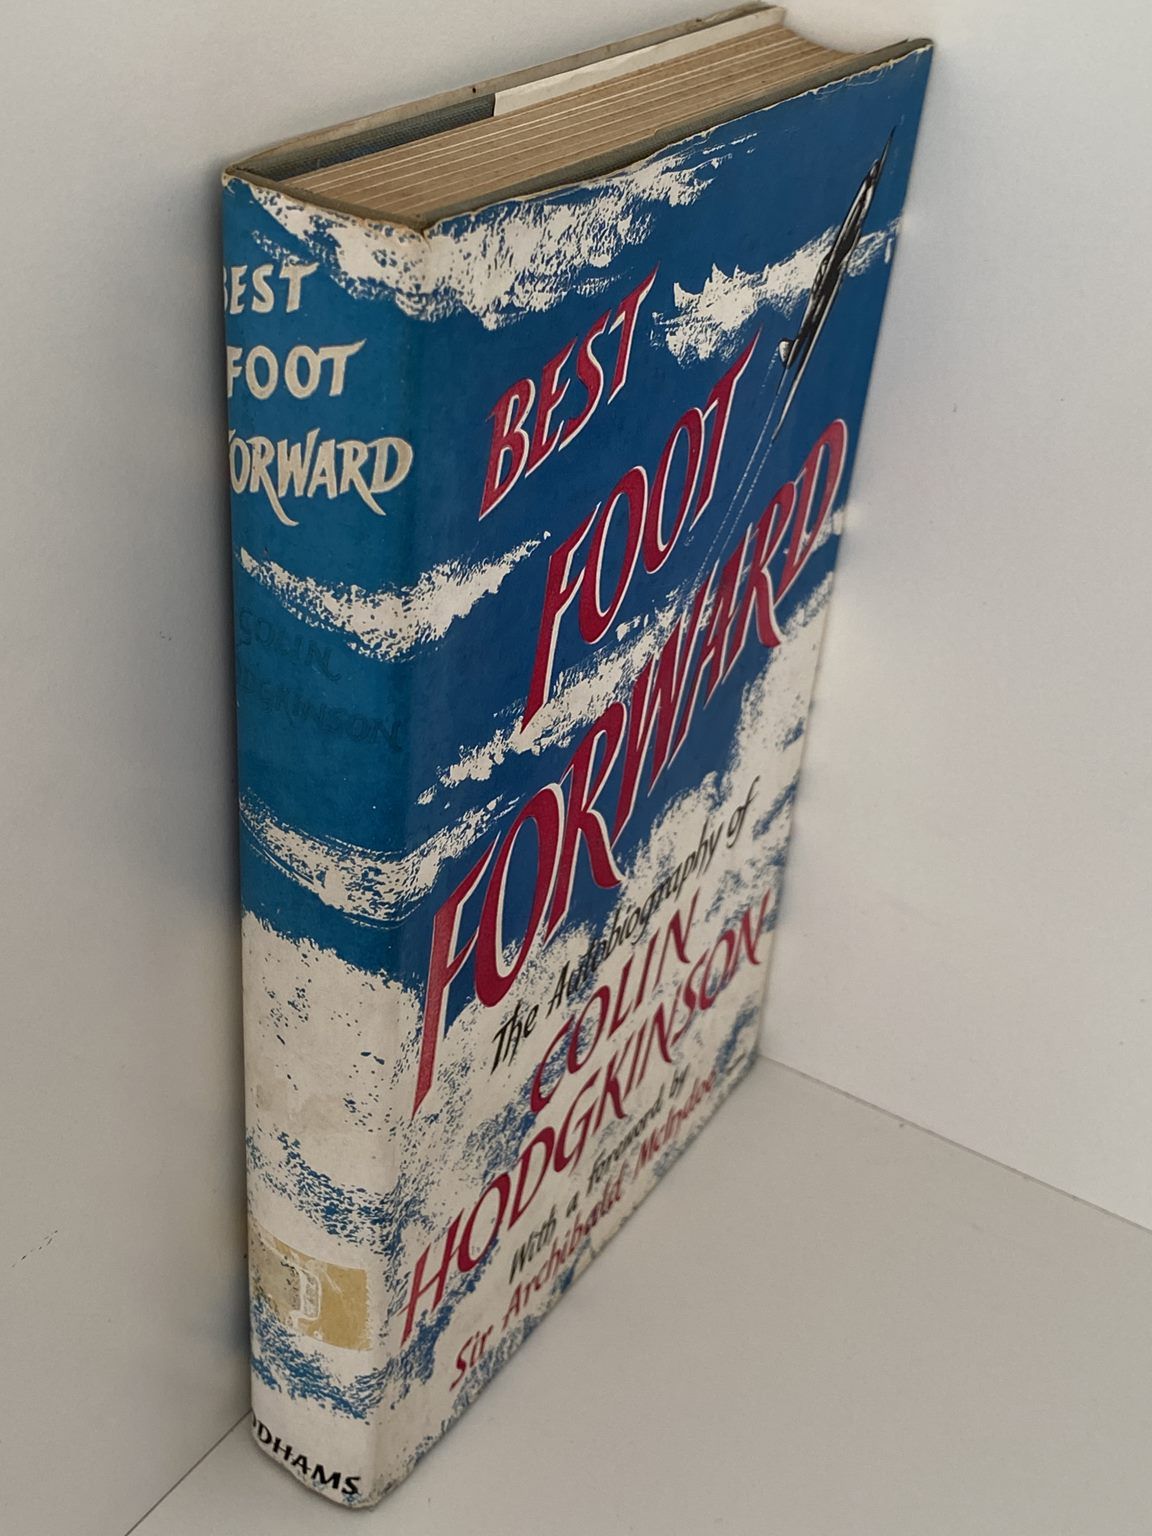 BEST
FOOT
FORWARD
COLIN
HODGKINSON
ODHAMS
BEST
FOOT
FORWARD
The Autobiography of
COLIN
HODGKINSON
With a foreword by
Sir Archibald McIndoe